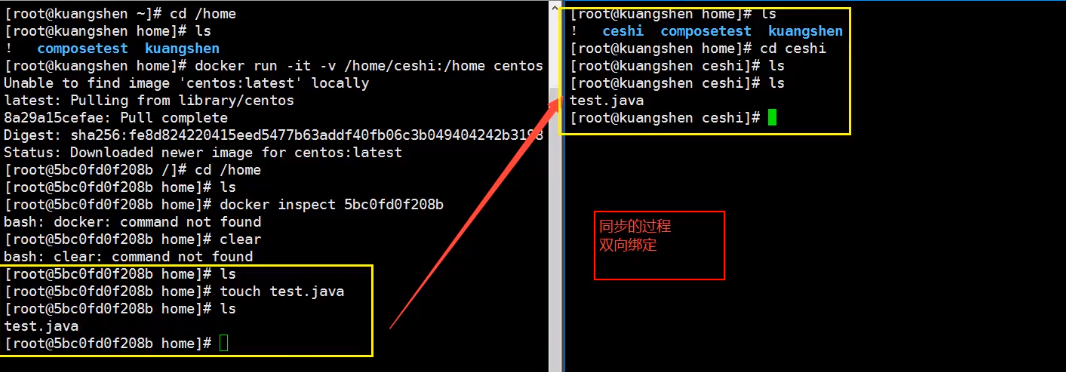 [root@kuangshen ~]# cd /home
[root@kuangshen home]# ls
!   composetest  kuangshen
[root@kuangshen home]# docker run -it -v /home/ceshi:/home centos
Unable to find image 'centos:latest' locally
latest: Pulling from library/centos
8a29a15cefae: Pull complete
Digest: sha256:fe8d824220415eed5477b63addf40fb06c3b049404242b3198
Status: Downloaded newer image for centos:latest
[root@5bc0fd0f208b /]# cd /home
[root@5bc0fd0f208b home]# ls
[root@5bc0fd0f208b home]# docker inspect 5bc0fd0f208b
bash: docker: command not found
[root@5bc0fd0f208b home]# clear
bash: clear: command not found
[root@5bc0fd0f208b home]# ls
[root@5bc0fd0f208b home]# touch test.java
[root@5bc0fd0f208b home]# ls
test.java
[root@5bc0fd0f208b home]#
[root@kuangshen home]# ls
!   ceshi  composetest  kuangshen
[root@kuangshen home]# cd ceshi
[root@kuangshen ceshi]# ls
[root@kuangshen ceshi]# ls
test.java
[root@kuangshen ceshi]#
同步的过程
双向绑定